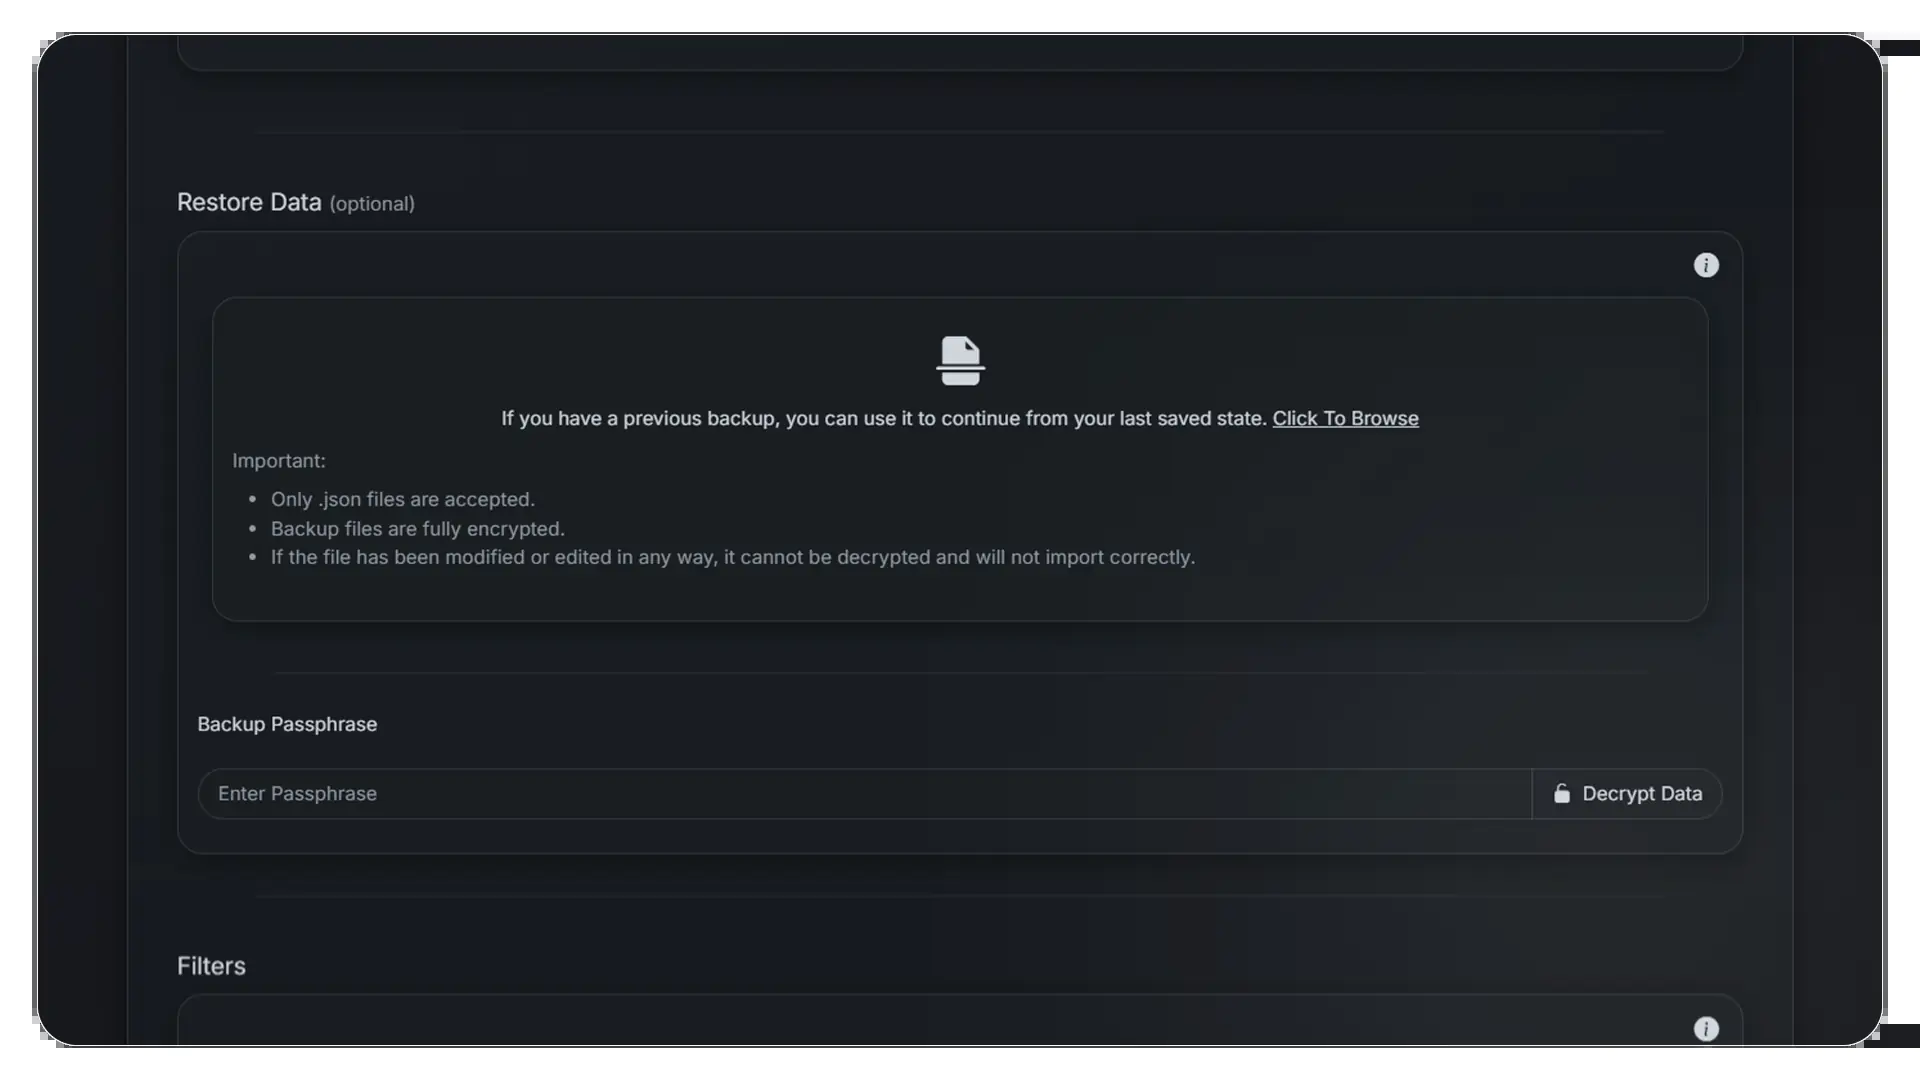 Restore Data (optional)
If you have a previous backup, you can use it to continue from your last saved state. Click To Browse
Important:
• Only .json files are accepted.
• Backup files are fully encrypted.
• If the file has been modified or edited in any way, it cannot be decrypted and will not import correctly.
Backup Passphrase
Enter Passphrase
Decrypt Data
Filters